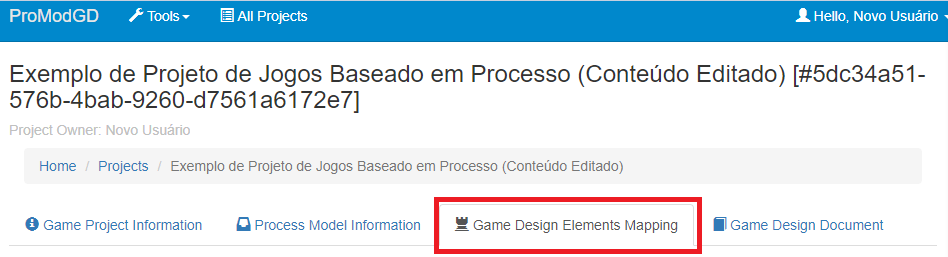 ProModGD Tools All Projects Hello, Novo Usuário
Exemplo de Projeto de Jogos Baseado em Processo (Conteúdo Editado) [#5dc34a51-
576b-4bab-9260-d7561a6172e7]
Project Owner: Novo Usuário
Home / Projects / Exemplo de Projeto de Jogos Baseado em Processo (Conteúdo Editado)
Game Project Information Process Model Information Game Design Elements Mapping Game Design Document